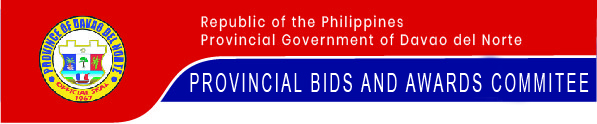 Republic of the Philippines
Provincial Government of Davao del Norte
PROVINCIAL BIDS AND AWARDS COMMITEE
PROVINCE OF DAVAO DEL NORTE
OFFICIAL SEAL
1967